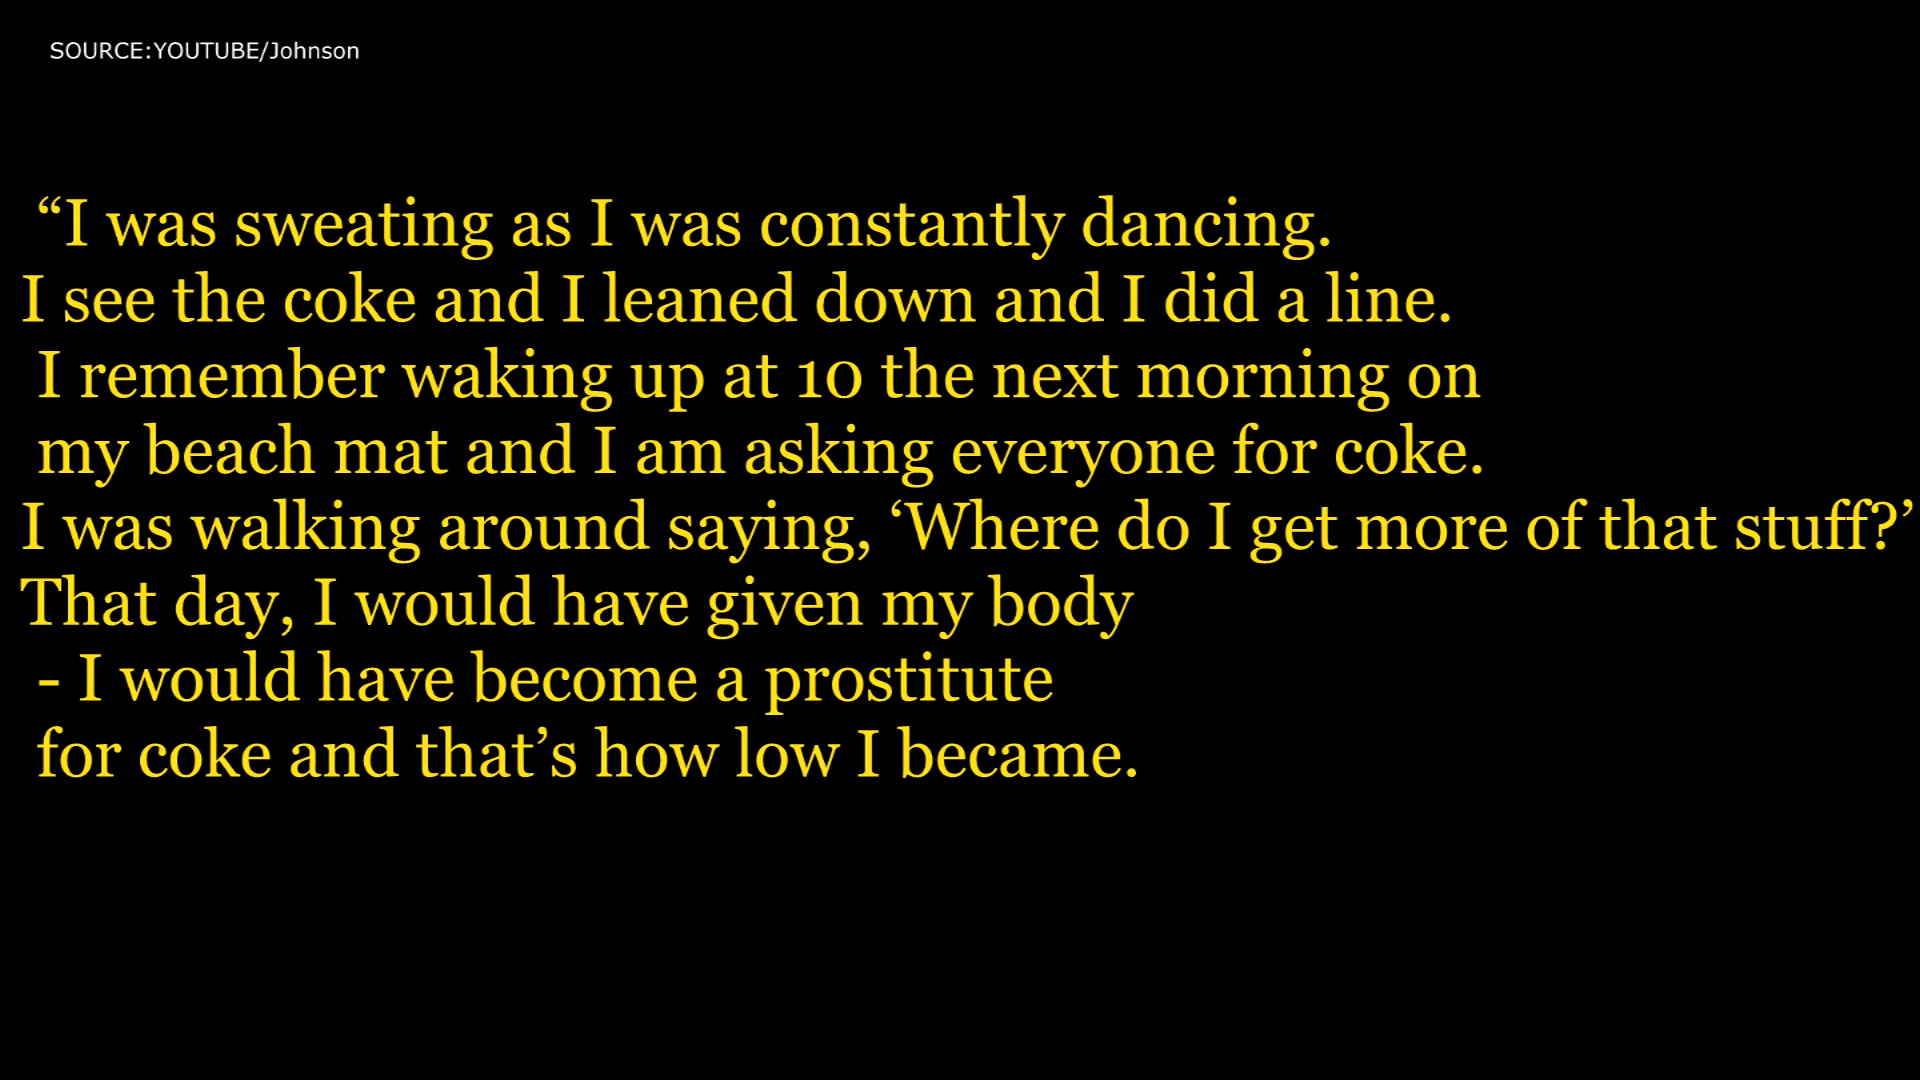 SOURCE:YOUTUBE/Johnson
“I was sweating as I was constantly dancing.
I see the coke and I leaned down and I did a line.
I remember waking up at 10 the next morning on
my beach mat and I am asking everyone for coke.
I was walking around saying, ‘Where do I get more of that stuff?’
That day, I would have given my body
- I would have become a prostitute
for coke and that’s how low I became.